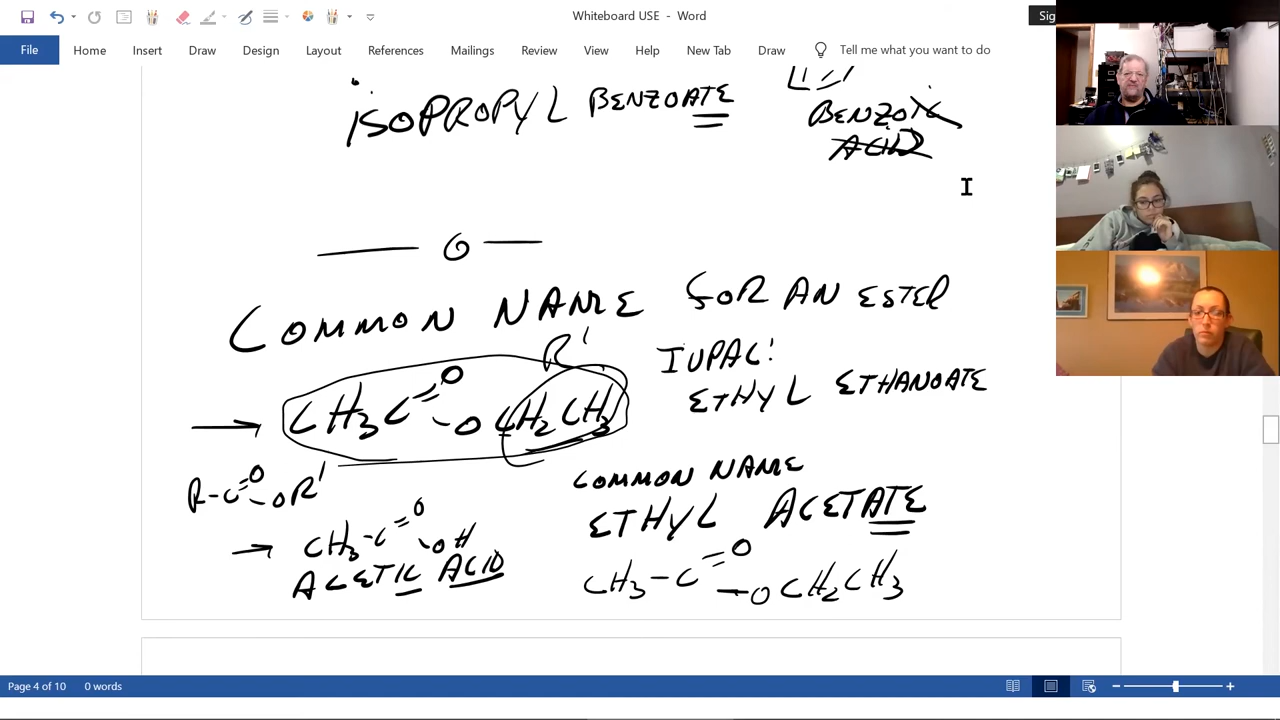 Whiteboard USE - Word
Sig
File Home Insert Draw Design Layout References Mailings Review View Help New Tab Draw Tell me what you want to do
iSOPROPYL BENZOATE
BENZOIC
ACID
O
COMMON NAME FOR AN ESTER
R'
IUPAC:
CH3C=O-OCH2CH3
ETHYL ETHANOATE
R-C=O-OR'
COMMON NAME
ETHYL ACETATE
CH3-C=O-OH
ACETIC ACID
CH3-C=O-OCH2CH3
Page 4 of 10 0 words